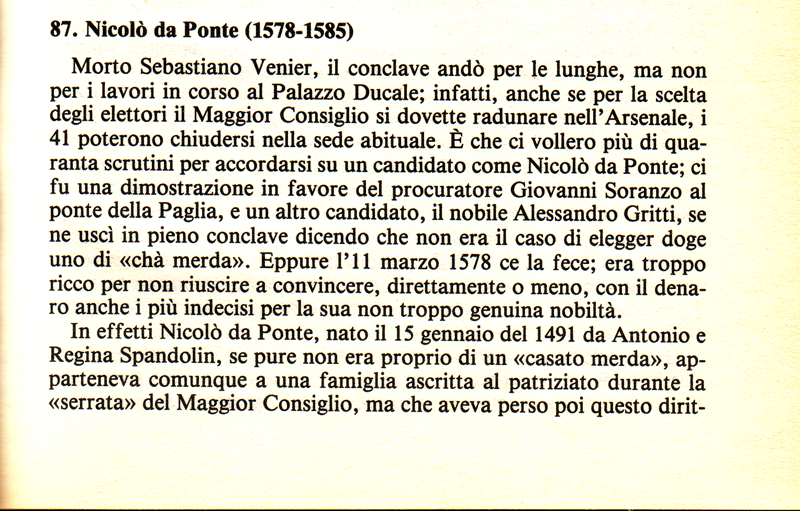 87. Nicolò da Ponte (1578-1585)
Morto Sebastiano Venier, il conclave andò per le lunghe, ma non
per i lavori in corso al Palazzo Ducale; infatti, anche se per la scelta
degli elettori il Maggior Consiglio si dovette radunare nell'Arsenale, i
41 poterono chiudersi nella sede abituale. È che ci vollero più di qua-
ranta scrutini per accordarsi su un candidato come Nicolò da Ponte; ci
fu una dimostrazione in favore del procuratore Giovanni Soranzo al
ponte della Paglia, e un altro candidato, il nobile Alessandro Gritti, se
ne uscì in pieno conclave dicendo che non era il caso di elegger doge
uno di «chà merda». Eppure l'11 marzo 1578 ce la fece; era troppo
ricco per non riuscire a convincere, direttamente o meno, con il dena-
ro anche i più indecisi per la sua non troppo genuina nobiltà.
In effetti Nicolò da Ponte, nato il 15 gennaio del 1491 da Antonio e
Regina Spandolin, se pure non era proprio di un «casato merda», ap-
parteneva comunque a una famiglia ascritta al patriziato durante la
«serrata» del Maggior Consiglio, ma che aveva perso poi questo dirit-